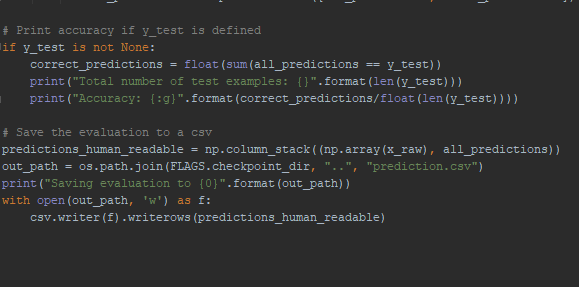 # Print accuracy if y_test is defined
if y_test is not None:
    correct_predictions = float(sum(all_predictions == y_test))
    print("Total number of test examples: {}".format(len(y_test)))
    print("Accuracy: {:g}".format(correct_predictions/float(len(y_test))))
# Save the evaluation to a csv
predictions_human_readable = np.column_stack((np.array(x_raw), all_predictions))
out_path = os.path.join(FLAGS.checkpoint_dir, "..", "prediction.csv")
print("Saving evaluation to {0}".format(out_path))
with open(out_path, 'w') as f:
    csv.writer(f).writerows(predictions_human_readable)